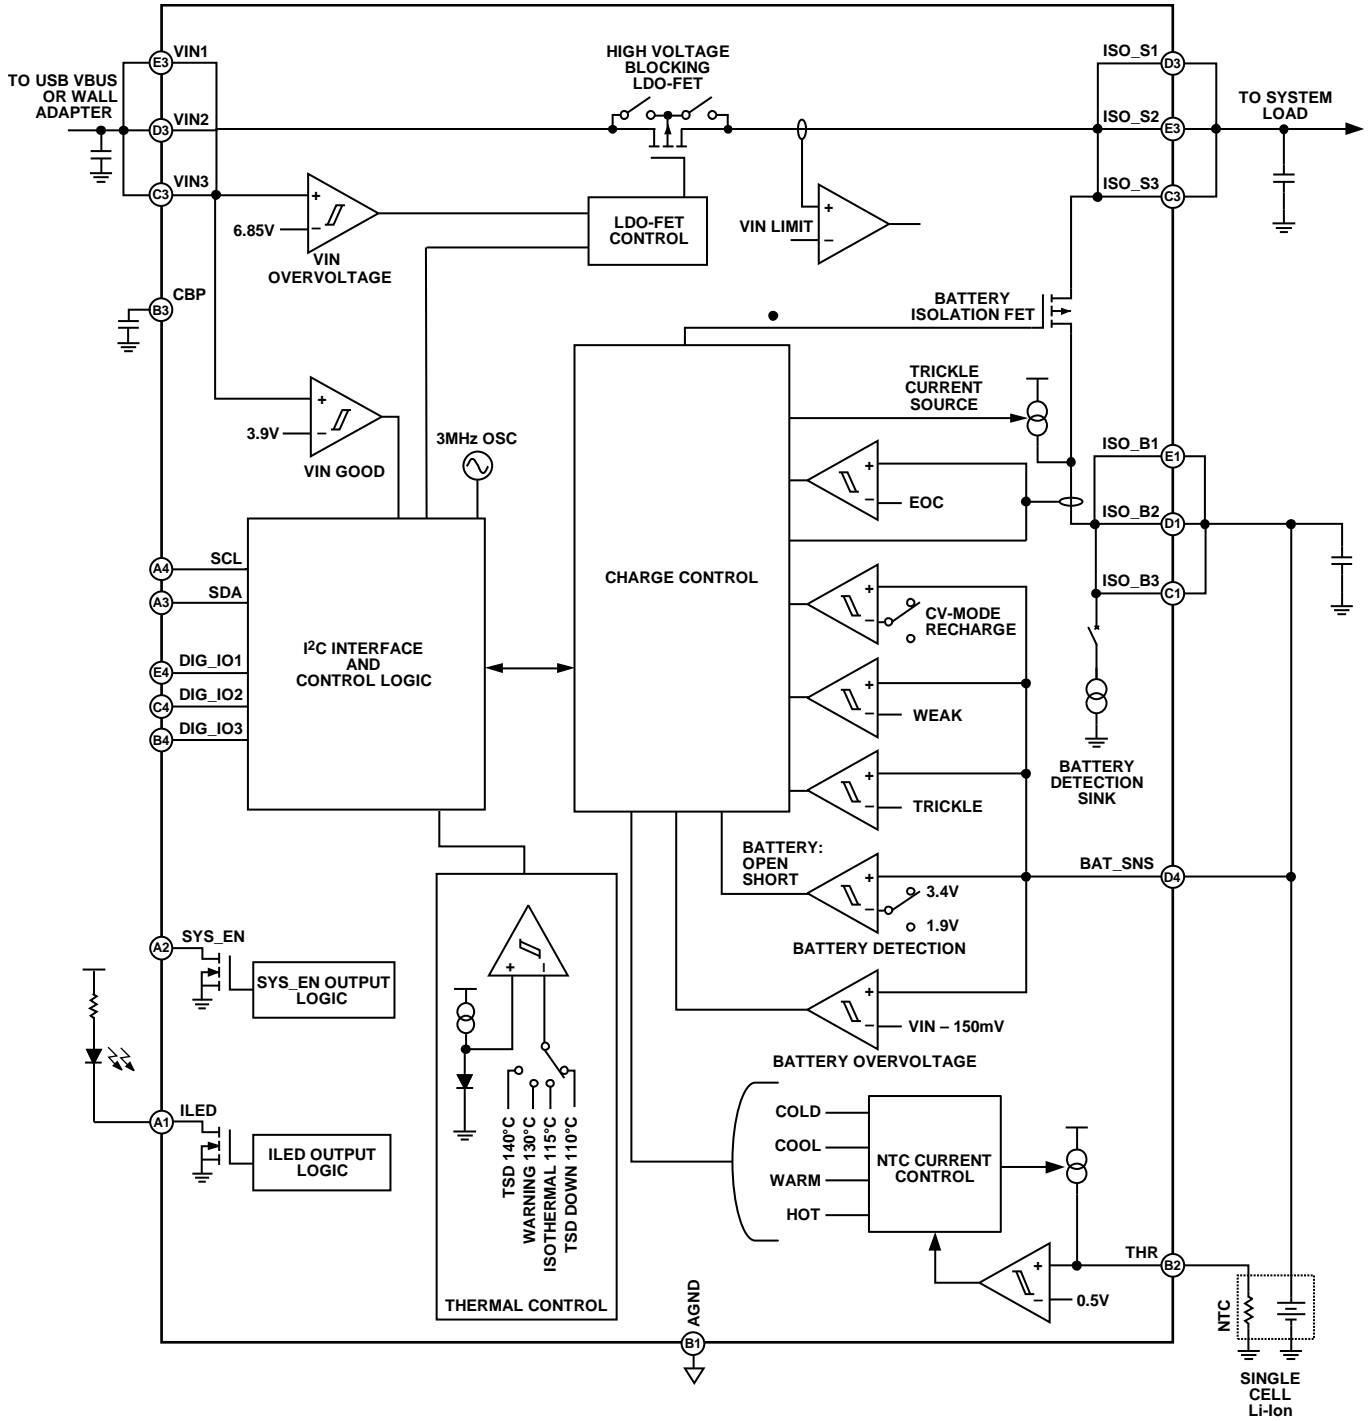 TO USB VBUS
OR WALL
ADAPTER
E3
VIN1
D3
VIN2
C3
VIN3
HIGH VOLTAGE
BLOCKING
LDO-FET
ISO_S1
D3
ISO_S2
E3
ISO_S3
C3
TO SYSTEM
LOAD
+
6.85V
–
VIN
OVERVOLTAGE
LDO-FET
CONTROL
VIN LIMIT
+
–
CBP
B3
BATTERY
ISOLATION FET
TRICKLE
CURRENT
SOURCE
+
3.9V
–
VIN GOOD
3MHz OSC
CHARGE CONTROL
+
–
EOC
ISO_B1
E1
ISO_B2
D1
ISO_B3
C1
A4
SCL
A3
SDA
E4
DIG_IO1
C4
DIG_IO2
B4
DIG_IO3
I2C INTERFACE
AND
CONTROL LOGIC
+
–
CV-MODE
RECHARGE
+
–
WEAK
+
–
TRICKLE
BATTERY
DETECTION
SINK
BATTERY:
OPEN
SHORT
+
–
3.4V
1.9V
BATTERY DETECTION
BAT_SNS
D4
+
–
VIN – 150mV
BATTERY OVERVOLTAGE
A2
SYS_EN
SYS_EN OUTPUT
LOGIC
A1
ILED
ILED OUTPUT
LOGIC
+
–
TSD 140°C
WARNING 130°C
ISOTHERMAL 115°C
TSD DOWN 110°C
THERMAL CONTROL
COLD
COOL
WARM
HOT
NTC CURRENT
CONTROL
+
–
0.5V
THR
B2
AGND
B1
NTC
SINGLE
CELL
Li-Ion